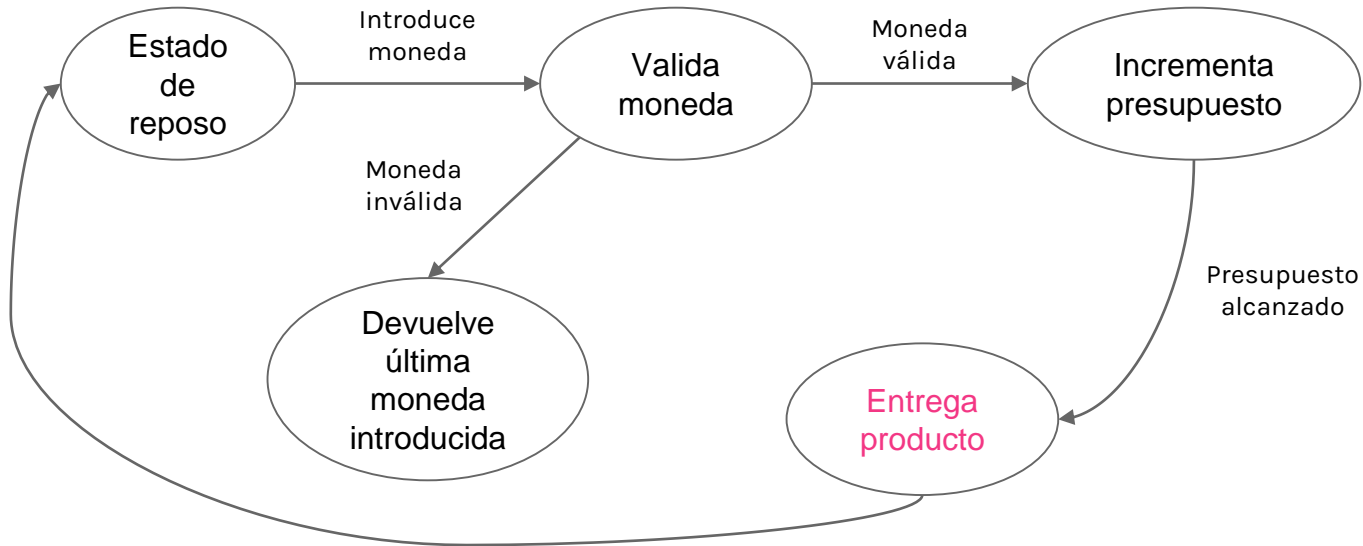 Estado
de
reposo
Introduce
moneda
Valida
moneda
Moneda
válida
Incrementa
presupuesto
Moneda
inválida
Presupuesto
alcanzado
Devuelve
última
moneda
introducida
Entrega
producto